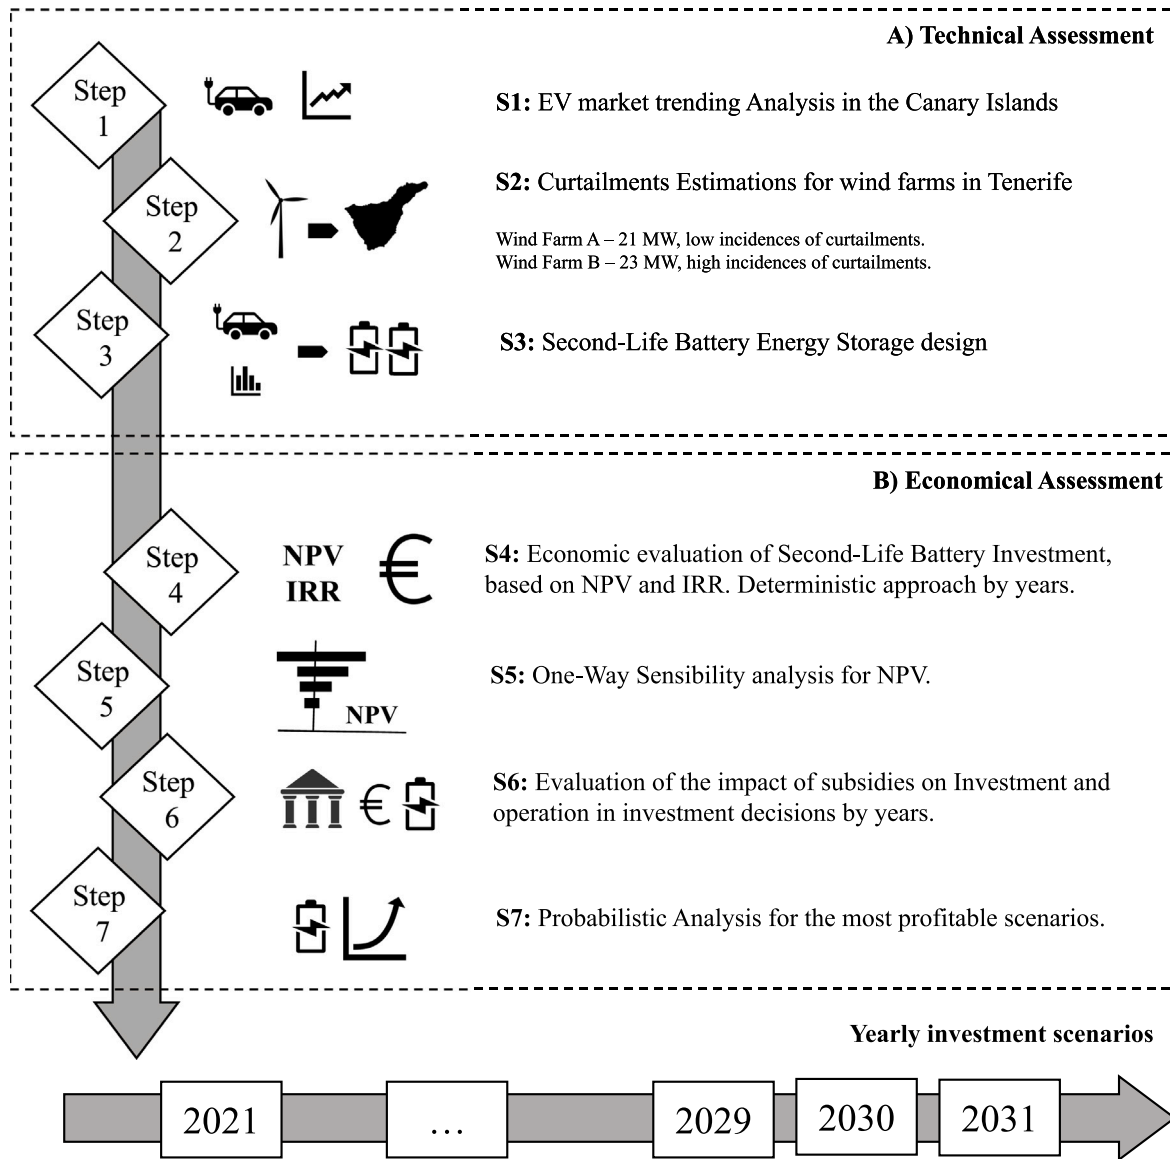 A) Technical Assessment
Step
1
S1: EV market trending Analysis in the Canary Islands
Step
2
S2: Curtailments Estimations for wind farms in Tenerife
Wind Farm A – 21 MW, low incidences of curtailments.
Wind Farm B – 23 MW, high incidences of curtailments.
Step
3
S3: Second-Life Battery Energy Storage design
B) Economical Assessment
Step
4
NPV
IRR
€
S4: Economic evaluation of Second-Life Battery Investment,
based on NPV and IRR. Deterministic approach by years.
Step
5
NPV
S5: One-Way Sensibility analysis for NPV.
Step
6
€
S6: Evaluation of the impact of subsidies on Investment and
operation in investment decisions by years.
Step
7
S7: Probabilistic Analysis for the most profitable scenarios.
Yearly investment scenarios
2021
...
2029
2030
2031